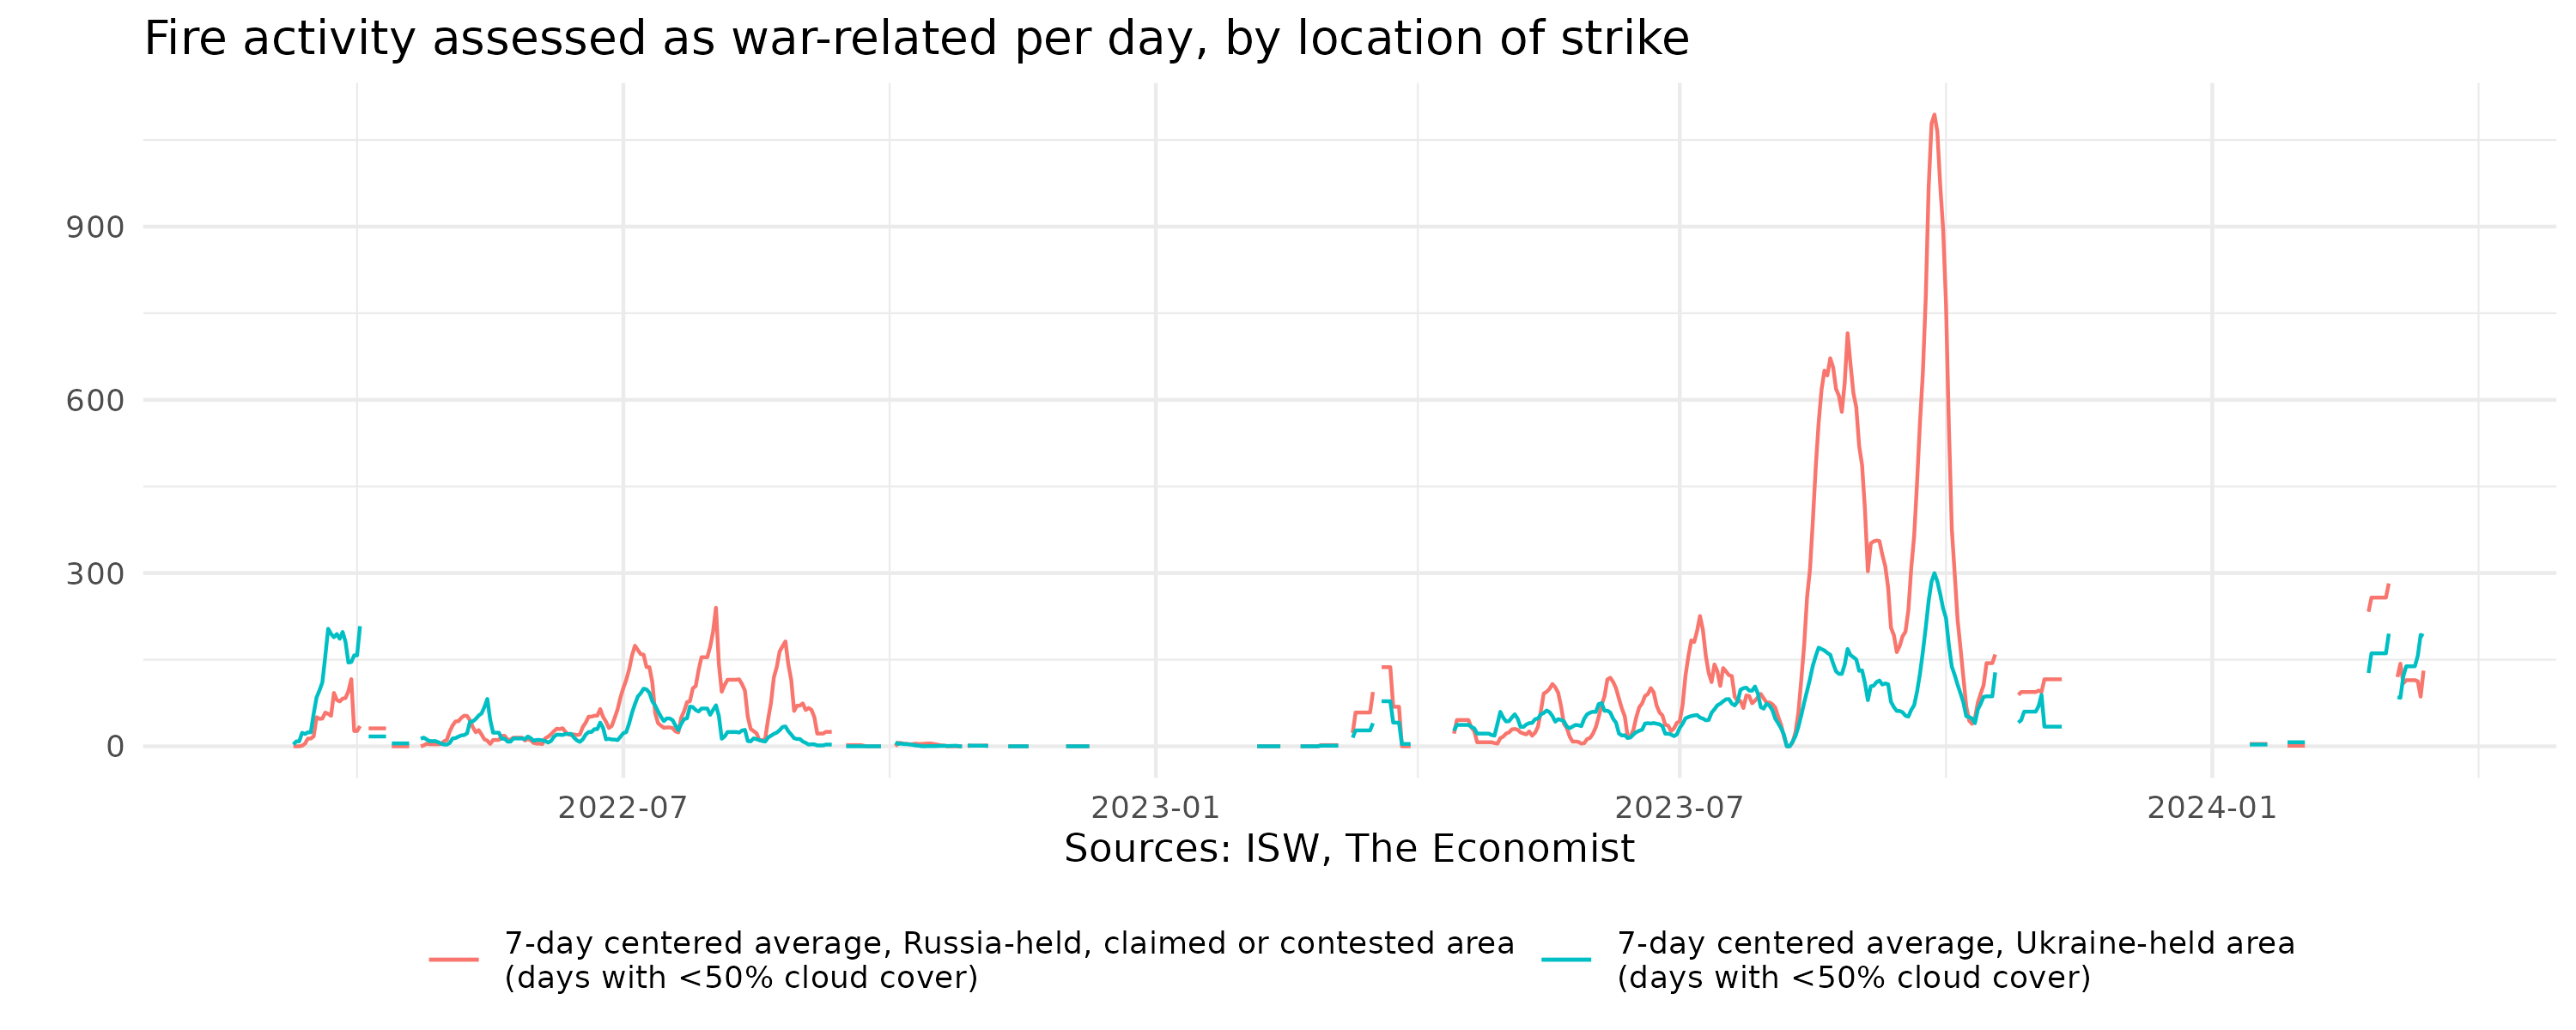 Fire activity assessed as war-related per day, by location of strike
900
600
300
0
2022-07
2023-01
2023-07
2024-01
Sources: ISW, The Economist
7-day centered average, Russia-held, claimed or contested area
(days with <50% cloud cover)
7-day centered average, Ukraine-held area
(days with <50% cloud cover)